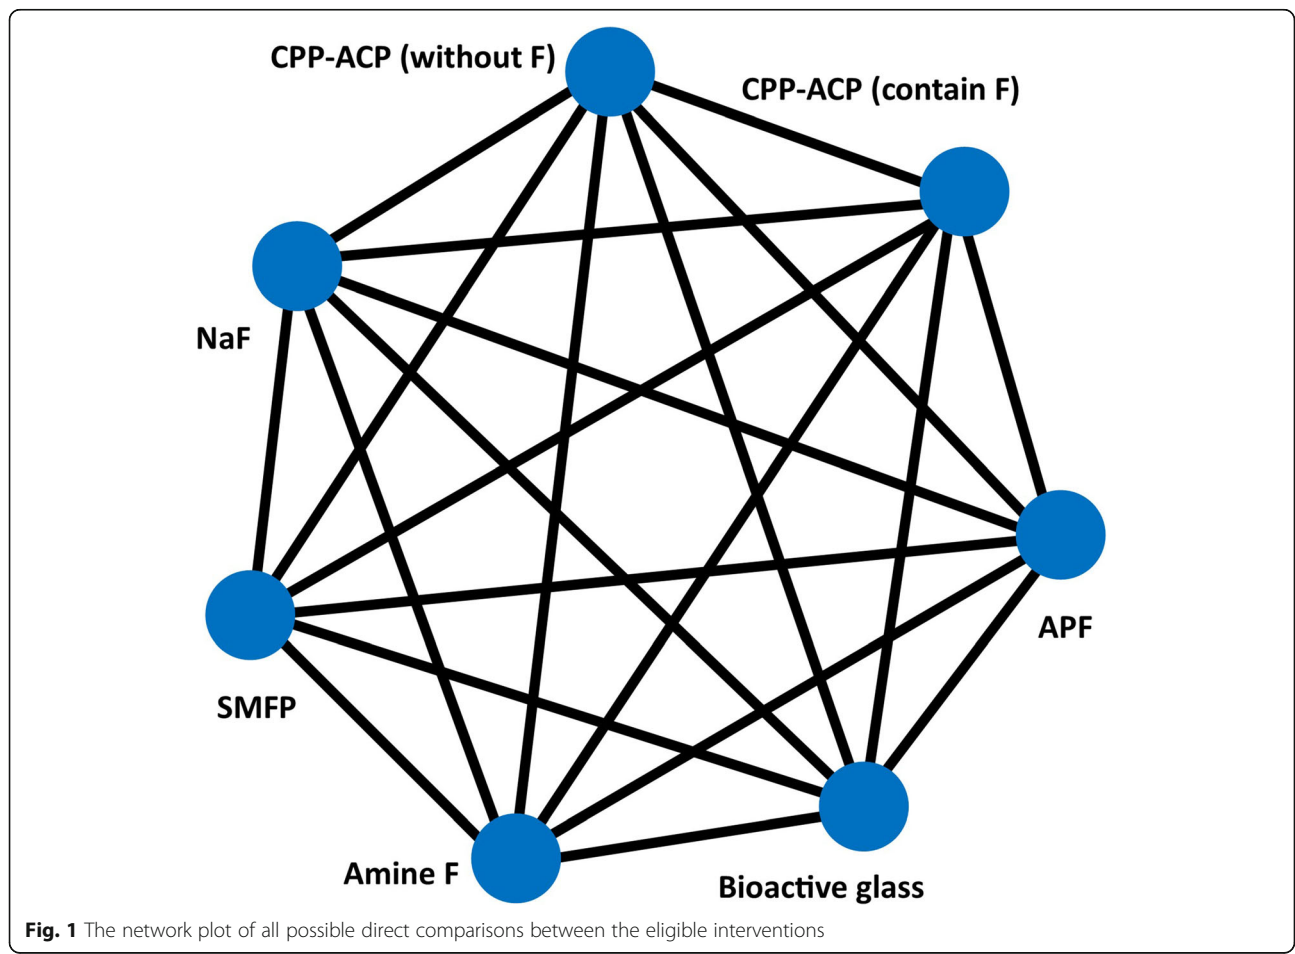 CPP-ACP (without F)
CPP-ACP (contain F)
NaF
APF
SMFP
Amine F
Bioactive glass
Fig. 1 The network plot of all possible direct comparisons between the eligible interventions